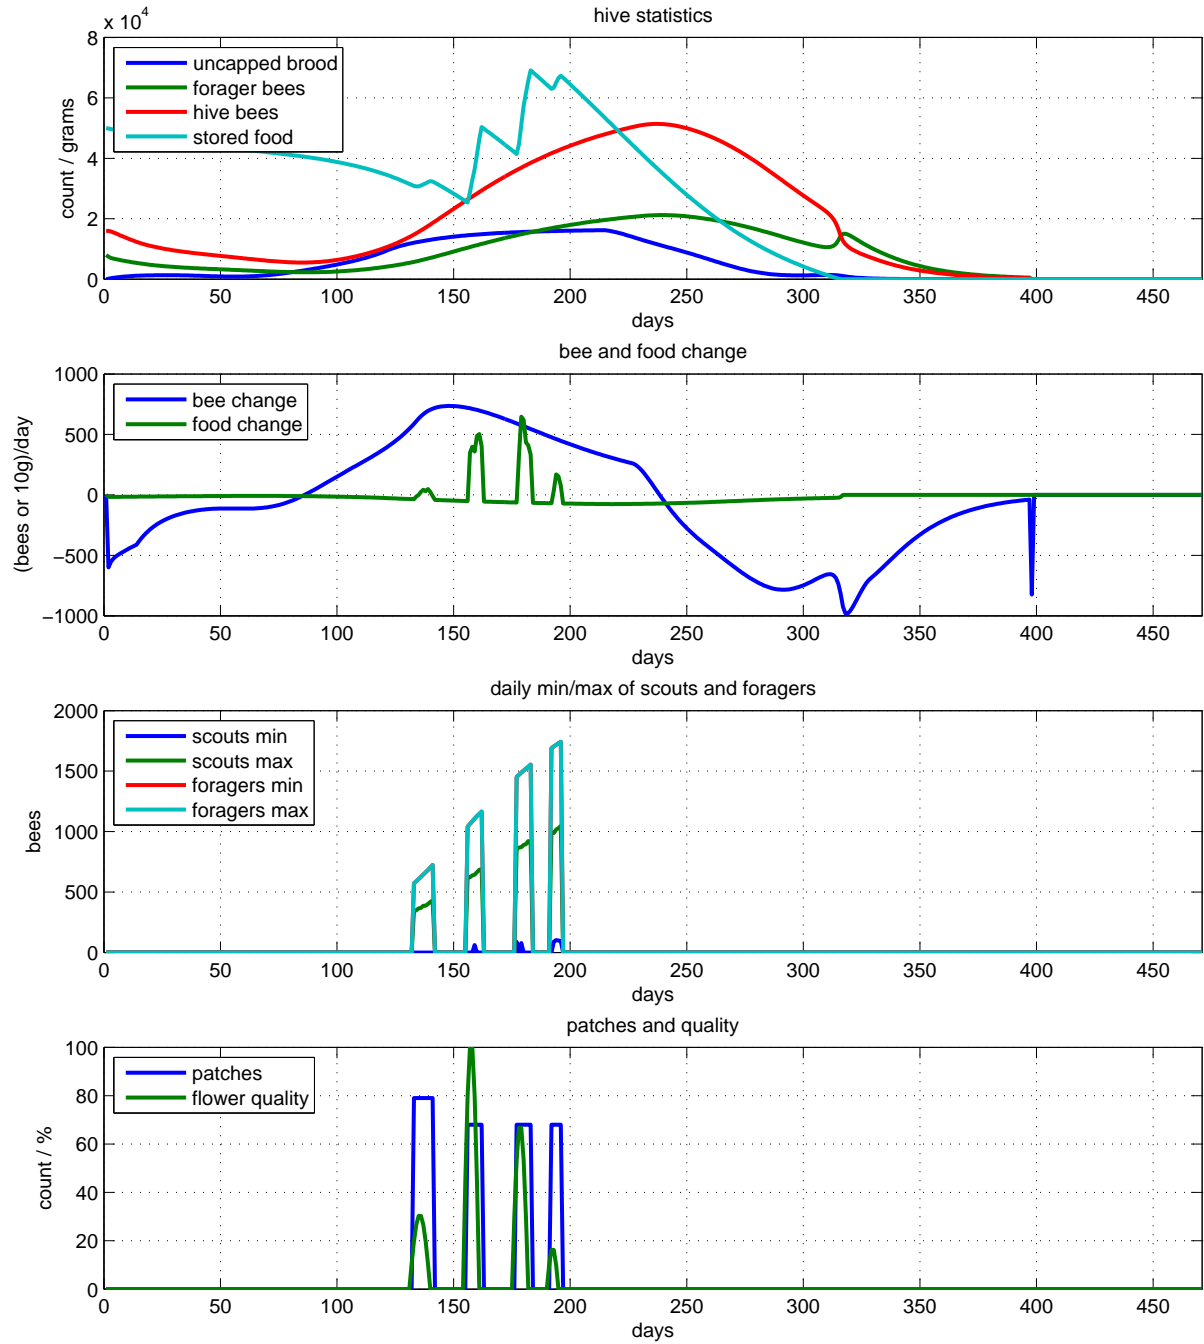 hive statistics
x 10^4
uncapped brood
forager bees
hive bees
stored food
count / grams
8
6
4
2
0
0 50 100 150 200 250 300 350 400 450
days
bee and food change
bee change
food change
(bees or 10g)/day
1000
500
0
−500
−1000
0 50 100 150 200 250 300 350 400 450
days
daily min/max of scouts and foragers
scouts min
scouts max
foragers min
foragers max
bees
2000
1500
1000
500
0
0 50 100 150 200 250 300 350 400 450
days
patches and quality
patches
flower quality
count / %
100
80
60
40
20
0
0 50 100 150 200 250 300 350 400 450
days